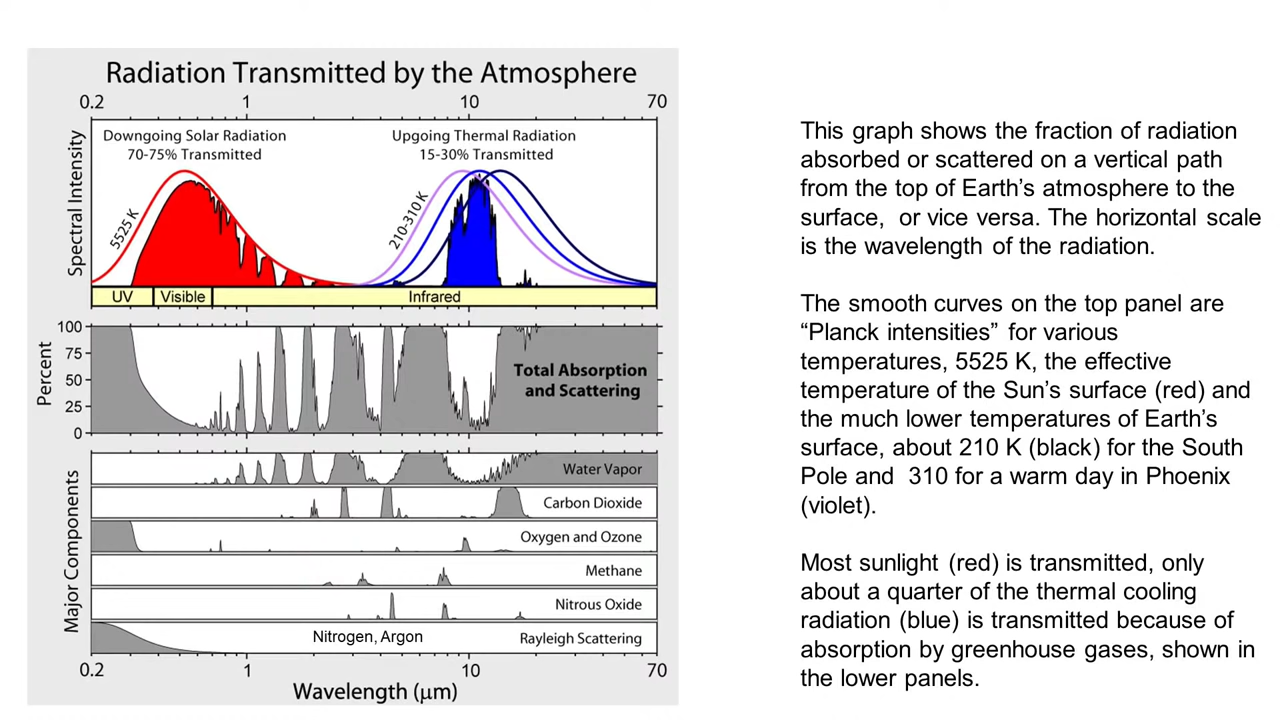 Radiation Transmitted by the Atmosphere
0.2 1 10 70
Downgoing Solar Radiation
70-75% Transmitted
Upgoing Thermal Radiation
15-30% Transmitted
Spectral Intensity
5525 K
210-310 K
UV Visible Infrared
Percent
100
75
50
25
0
Total Absorption
and Scattering
Major Components
Water Vapor
Carbon Dioxide
Oxygen and Ozone
Methane
Nitrous Oxide
Nitrogen, Argon
Rayleigh Scattering
0.2 1 10 70
Wavelength (μm)
This graph shows the fraction of radiation
absorbed or scattered on a vertical path
from the top of Earth's atmosphere to the
surface, or vice versa. The horizontal scale
is the wavelength of the radiation.
The smooth curves on the top panel are
“Planck intensities” for various
temperatures, 5525 K, the effective
temperature of the Sun's surface (red) and
the much lower temperatures of Earth's
surface, about 210 K (black) for the South
Pole and 310 for a warm day in Phoenix
(violet).
Most sunlight (red) is transmitted, only
about a quarter of the thermal cooling
radiation (blue) is transmitted because of
absorption by greenhouse gases, shown in
the lower panels.